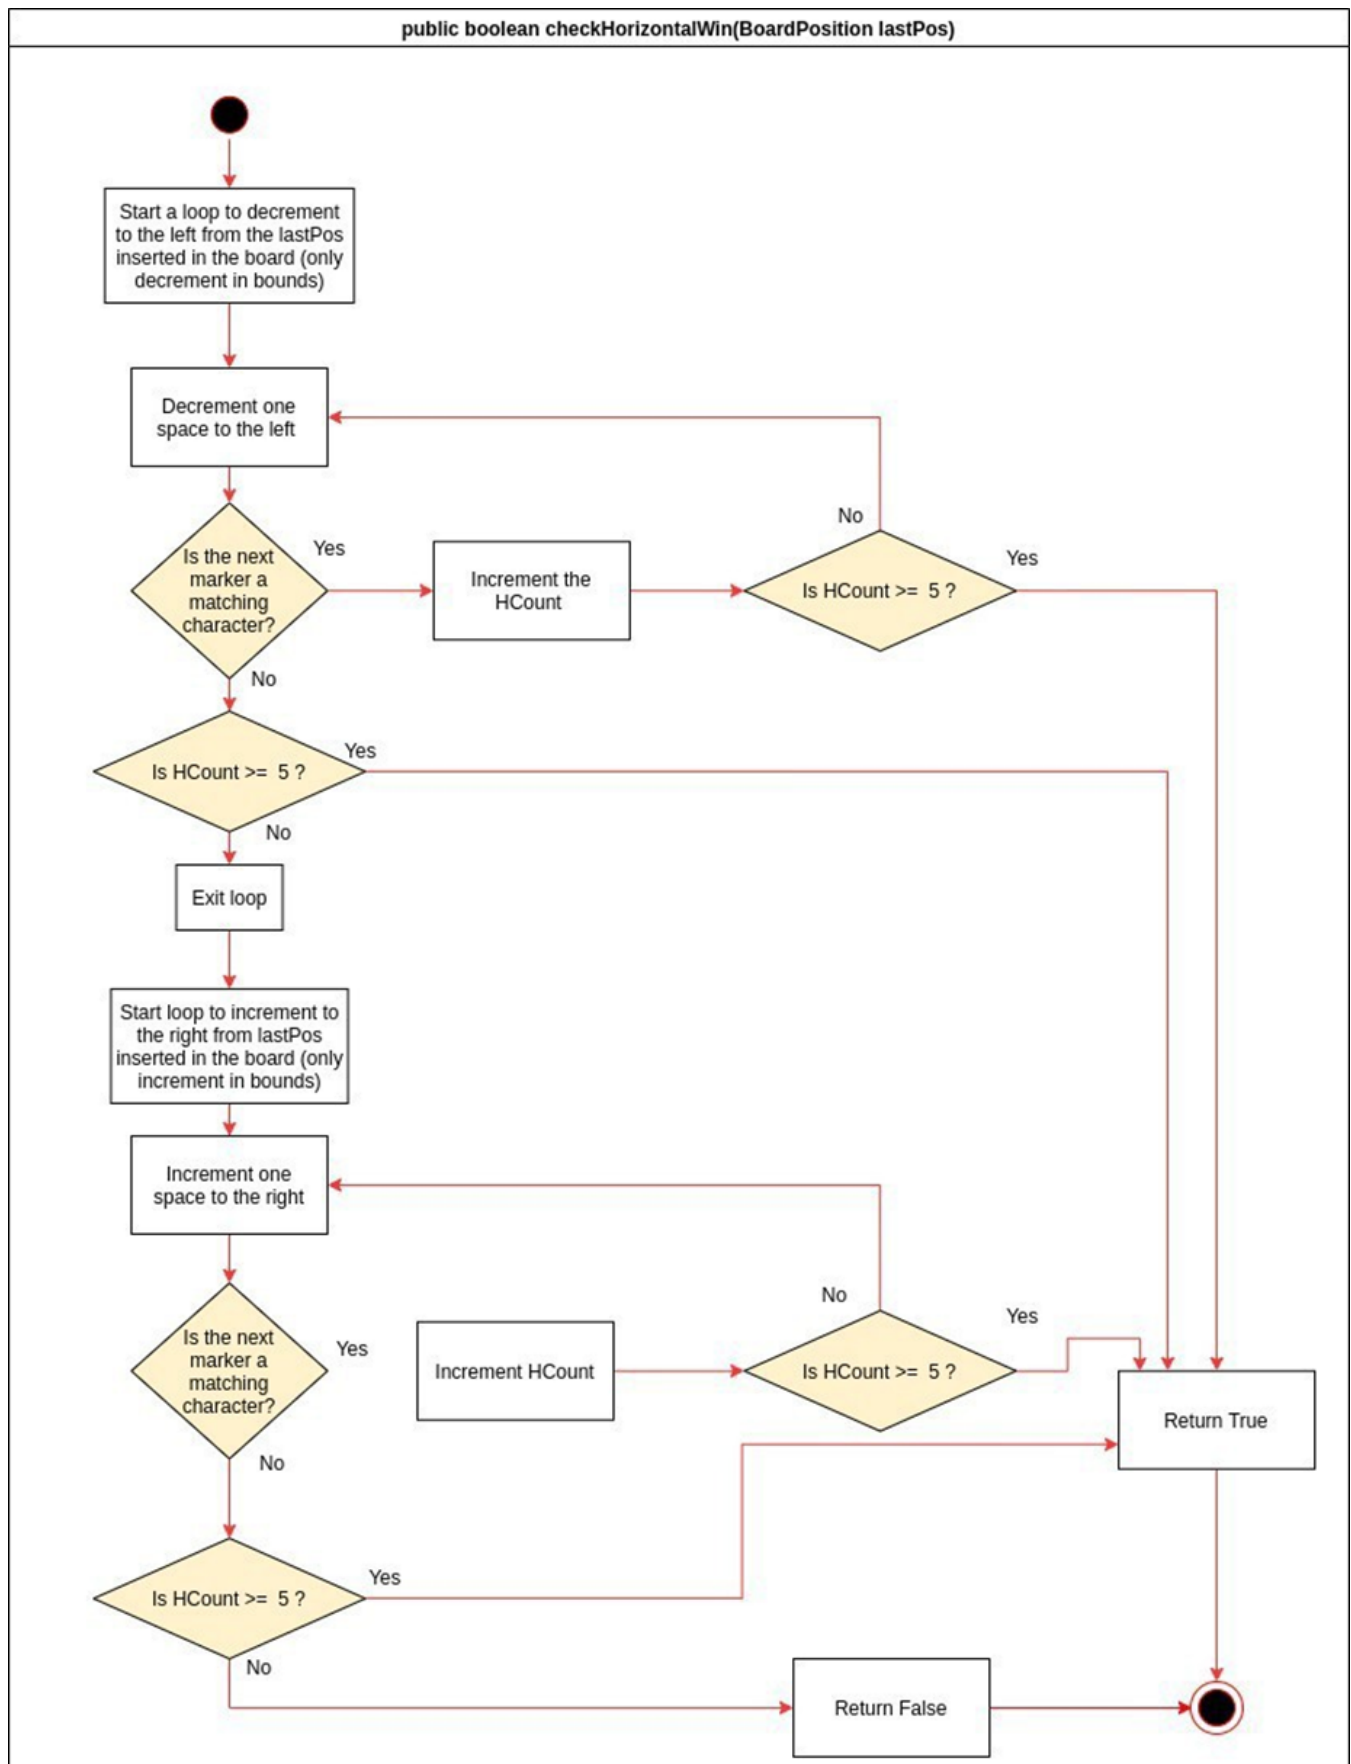 public boolean checkHorizontalWin(BoardPosition lastPos)
Start a loop to decrement
to the left from the lastPos
inserted in the board (only
decrement in bounds)
Decrement one
space to the left
No
Is the next
marker a
matching
character?
Yes
Increment the
HCount
Is HCount >= 5 ?
Yes
No
Is HCount >= 5 ?
Yes
No
Exit loop
Start loop to increment to
the right from lastPos
inserted in the board (only
increment in bounds)
Increment one
space to the right
No
Is the next
marker a
matching
character?
Yes
Increment HCount
Is HCount >= 5 ?
Yes
Return True
No
Is HCount >= 5 ?
Yes
No
Return False